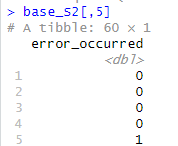 > base_S2[,5]
# A tibble: 60 × 1
error_occurred
<dbl>
1 0
2 0
3 0
4 0
5 1